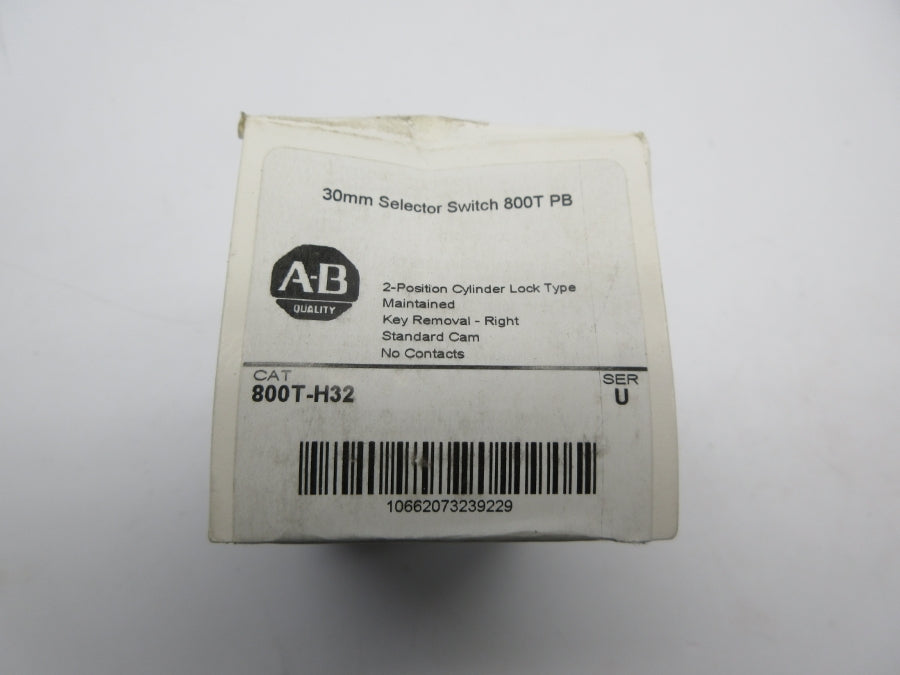 30mm Selector Switch 800T PB
A-B
QUALITY
2-Position Cylinder Lock Type
Maintained
Key Removal - Right
Standard Cam
No Contacts
CAT
SER
800T-H32
U
10662073239229